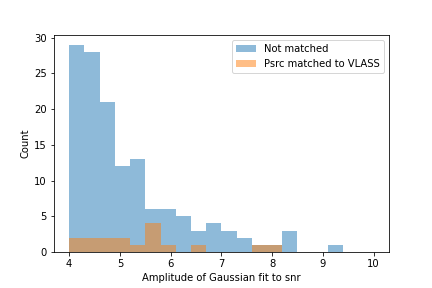 Not matched
Psrc matched to VLASS
30
25
20
15
10
5
0
Count
4 5 6 7 8 9 10
Amplitude of Gaussian fit to snr